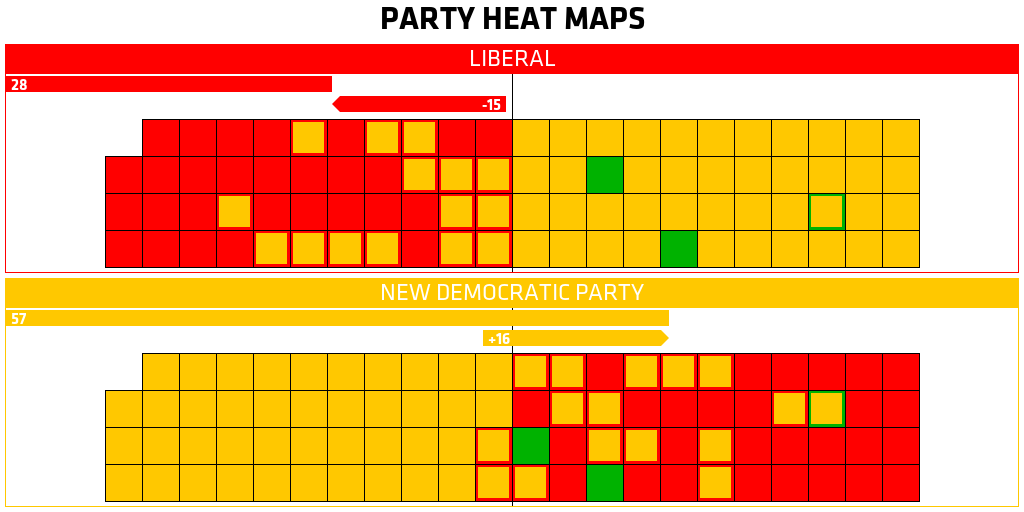 PARTY HEAT MAPS
LIBERAL
28
-15
NEW DEMOCRATIC PARTY
57
+16